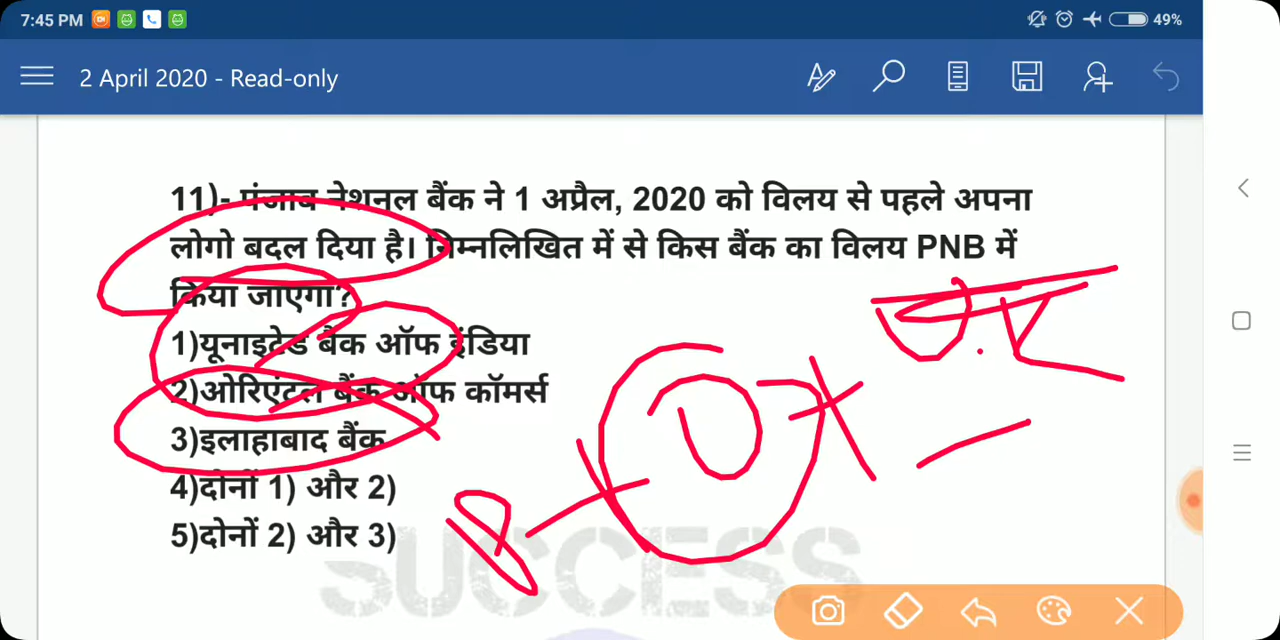 7:45 PM
49%
2 April 2020 - Read-only
11)- पंजाब नेशनल बैंक ने 1 अप्रैल, 2020 को विलय से पहले अपना
लोगो बदल दिया है। निम्नलिखित में से किस बैंक का विलय PNB में
किया जाएगा?
1)यूनाइटेड बैंक ऑफ इंडिया
2)ओरिएंटल बैंक ऑफ कॉमर्स
3)इलाहाबाद बैंक
4)दोनों 1) और 2)
5)दोनों 2) और 3)
SUCCESS